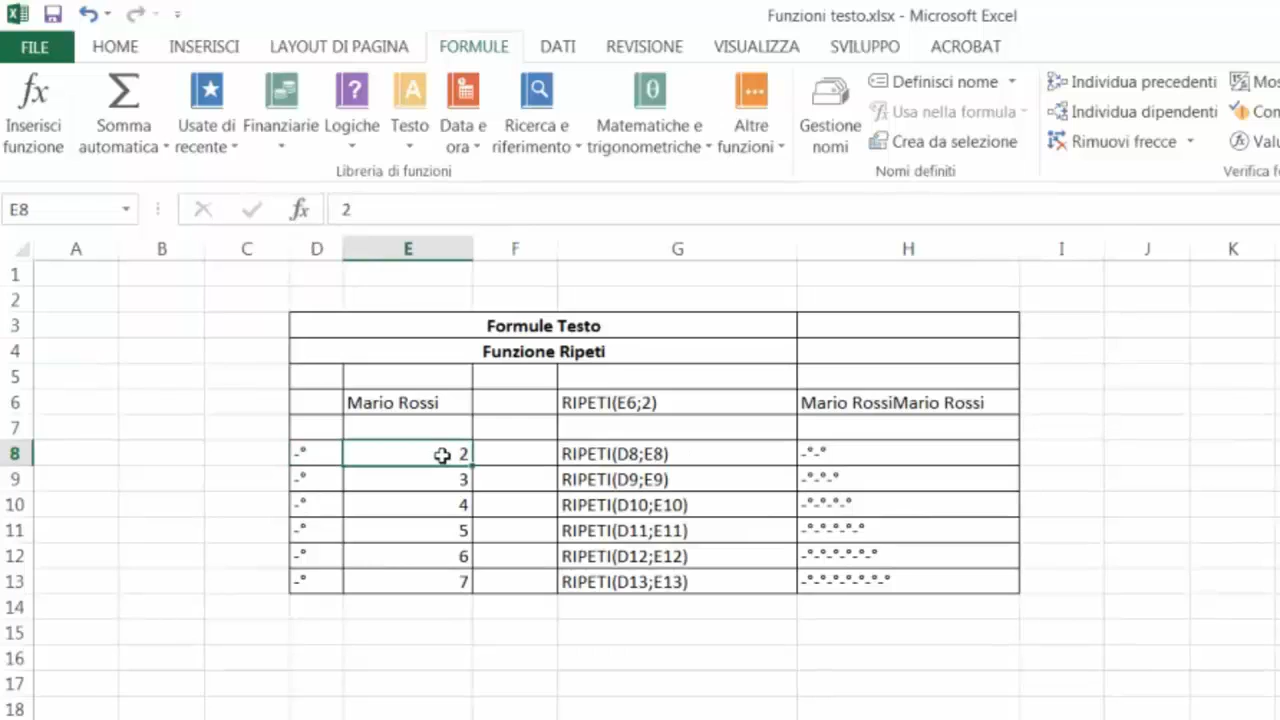 Funzioni testo.xlsx - Microsoft Excel
FILE HOME INSERISCI LAYOUT DI PAGINA FORMULE DATI REVISIONE VISUALIZZA SVILUPPO ACROBAT
Inserisci funzione
Somma automatica
Usate di recente
Finanziarie
Logiche
Testo
Data e ora
Ricerca e riferimento
Matematiche e trigonometriche
Altre funzioni
Libreria di funzioni
Gestione nomi
Definisci nome
Usa nella formula
Crea da selezione
Nomi definiti
Individua precedenti
Individua dipendenti
Rimuovi frecce
E8 fx 2
A B C D E F G H I J K
1
2
3 Formule Testo
4 Funzione Ripeti
5
6 Mario Rossi RIPETI(E6;2) Mario RossiMario Rossi
7
8 -° 2 RIPETI(D8;E8) -°-°
9 -° 3 RIPETI(D9;E9) -°-°-°
10 -° 4 RIPETI(D10;E10) -°-°-°-°
11 -° 5 RIPETI(D11;E11) -°-°-°-°-°
12 -° 6 RIPETI(D12;E12) -°-°-°-°-°-°
13 -° 7 RIPETI(D13;E13) -°-°-°-°-°-°-°
14
15
16
17
18